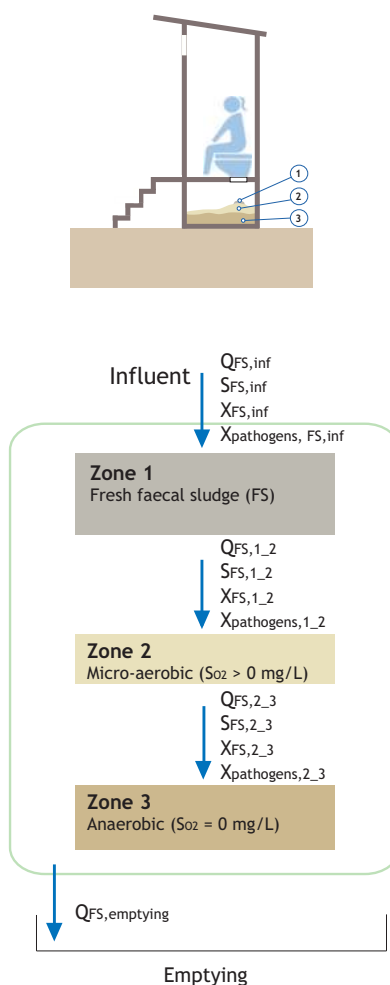 1
2
3
QFS,inf
Influent
SFS,inf
XFS,inf
Xpathogens, FS,inf
Zone 1
Fresh faecal sludge (FS)
QFS,1_2
SFS,1_2
XFS,1_2
Xpathogens,1_2
Zone 2
Micro-aerobic (SO2 > 0 mg/L)
QFS,2_3
SFS,2_3
XFS,2_3
Xpathogens,2_3
Zone 3
Anaerobic (SO2 = 0 mg/L)
QFS,emptying
Emptying